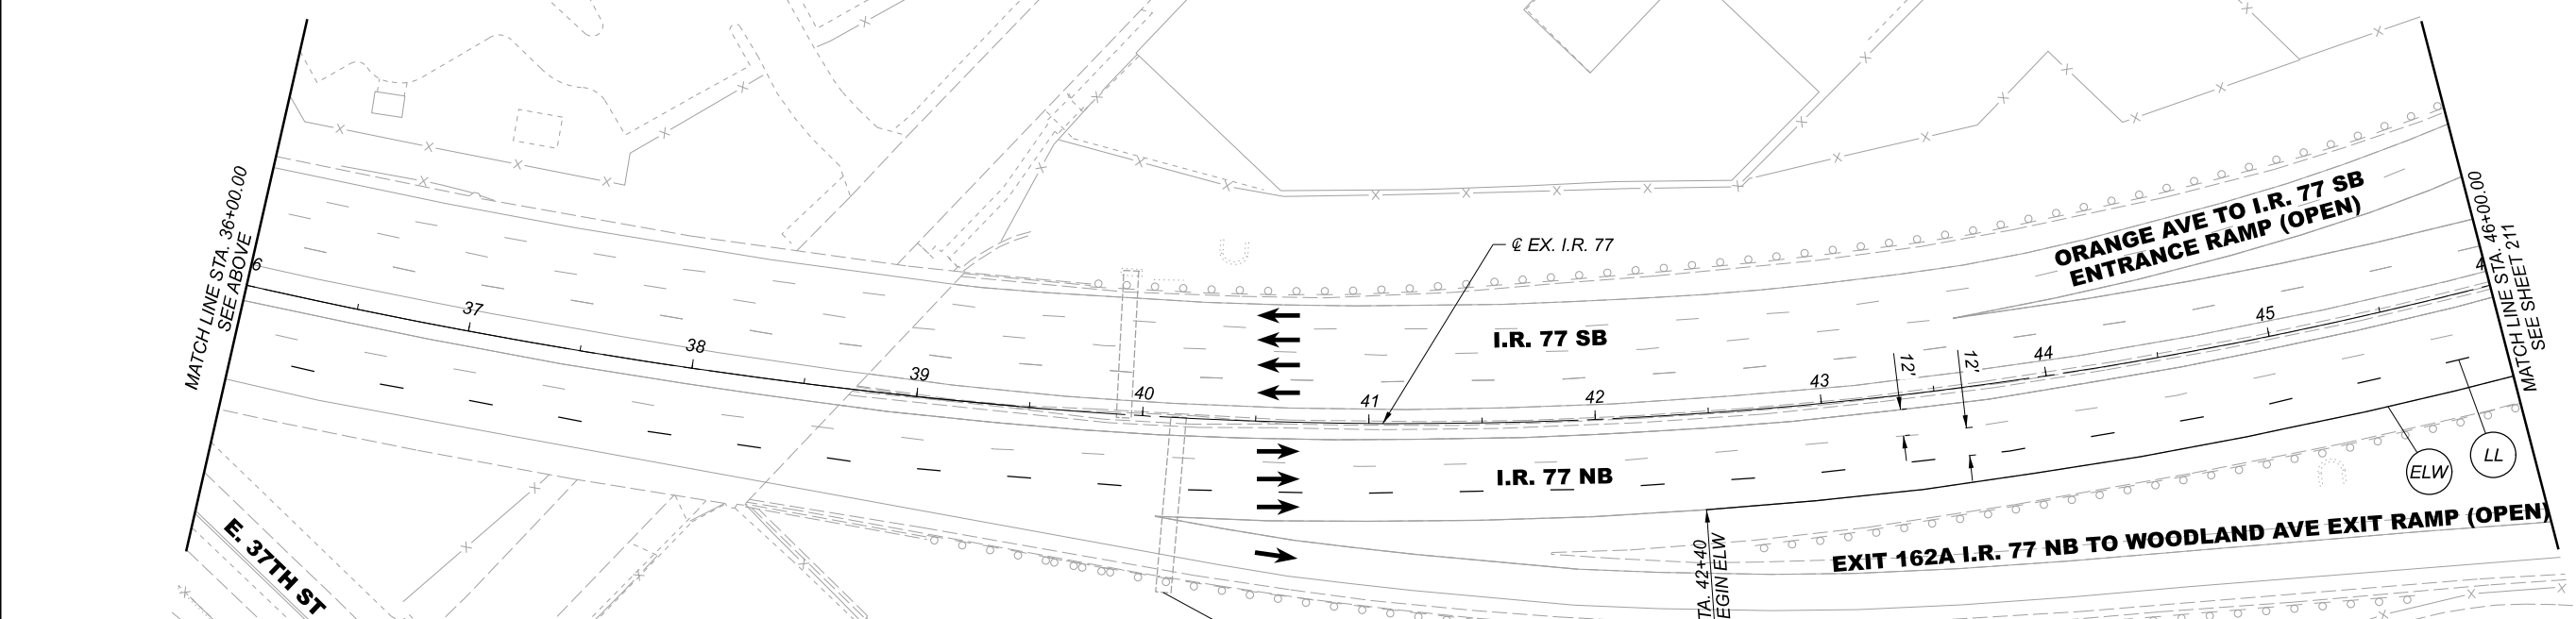 MATCH LINE STA. 36+00.00
SEE ABOVE
6
37
38
39
40
41
42
43
44
45
4
℄ EX. I.R. 77
I.R. 77 SB
I.R. 77 NB
12'
12'
ORANGE AVE TO I.R. 77 SB
ENTRANCE RAMP (OPEN)
MATCH LINE STA. 46+00.00
SEE SHEET 211
ELW
LL
EXIT 162A I.R. 77 NB TO WOODLAND AVE EXIT RAMP (OPEN)
TA. 42+40
EGIN ELW
E. 37TH ST